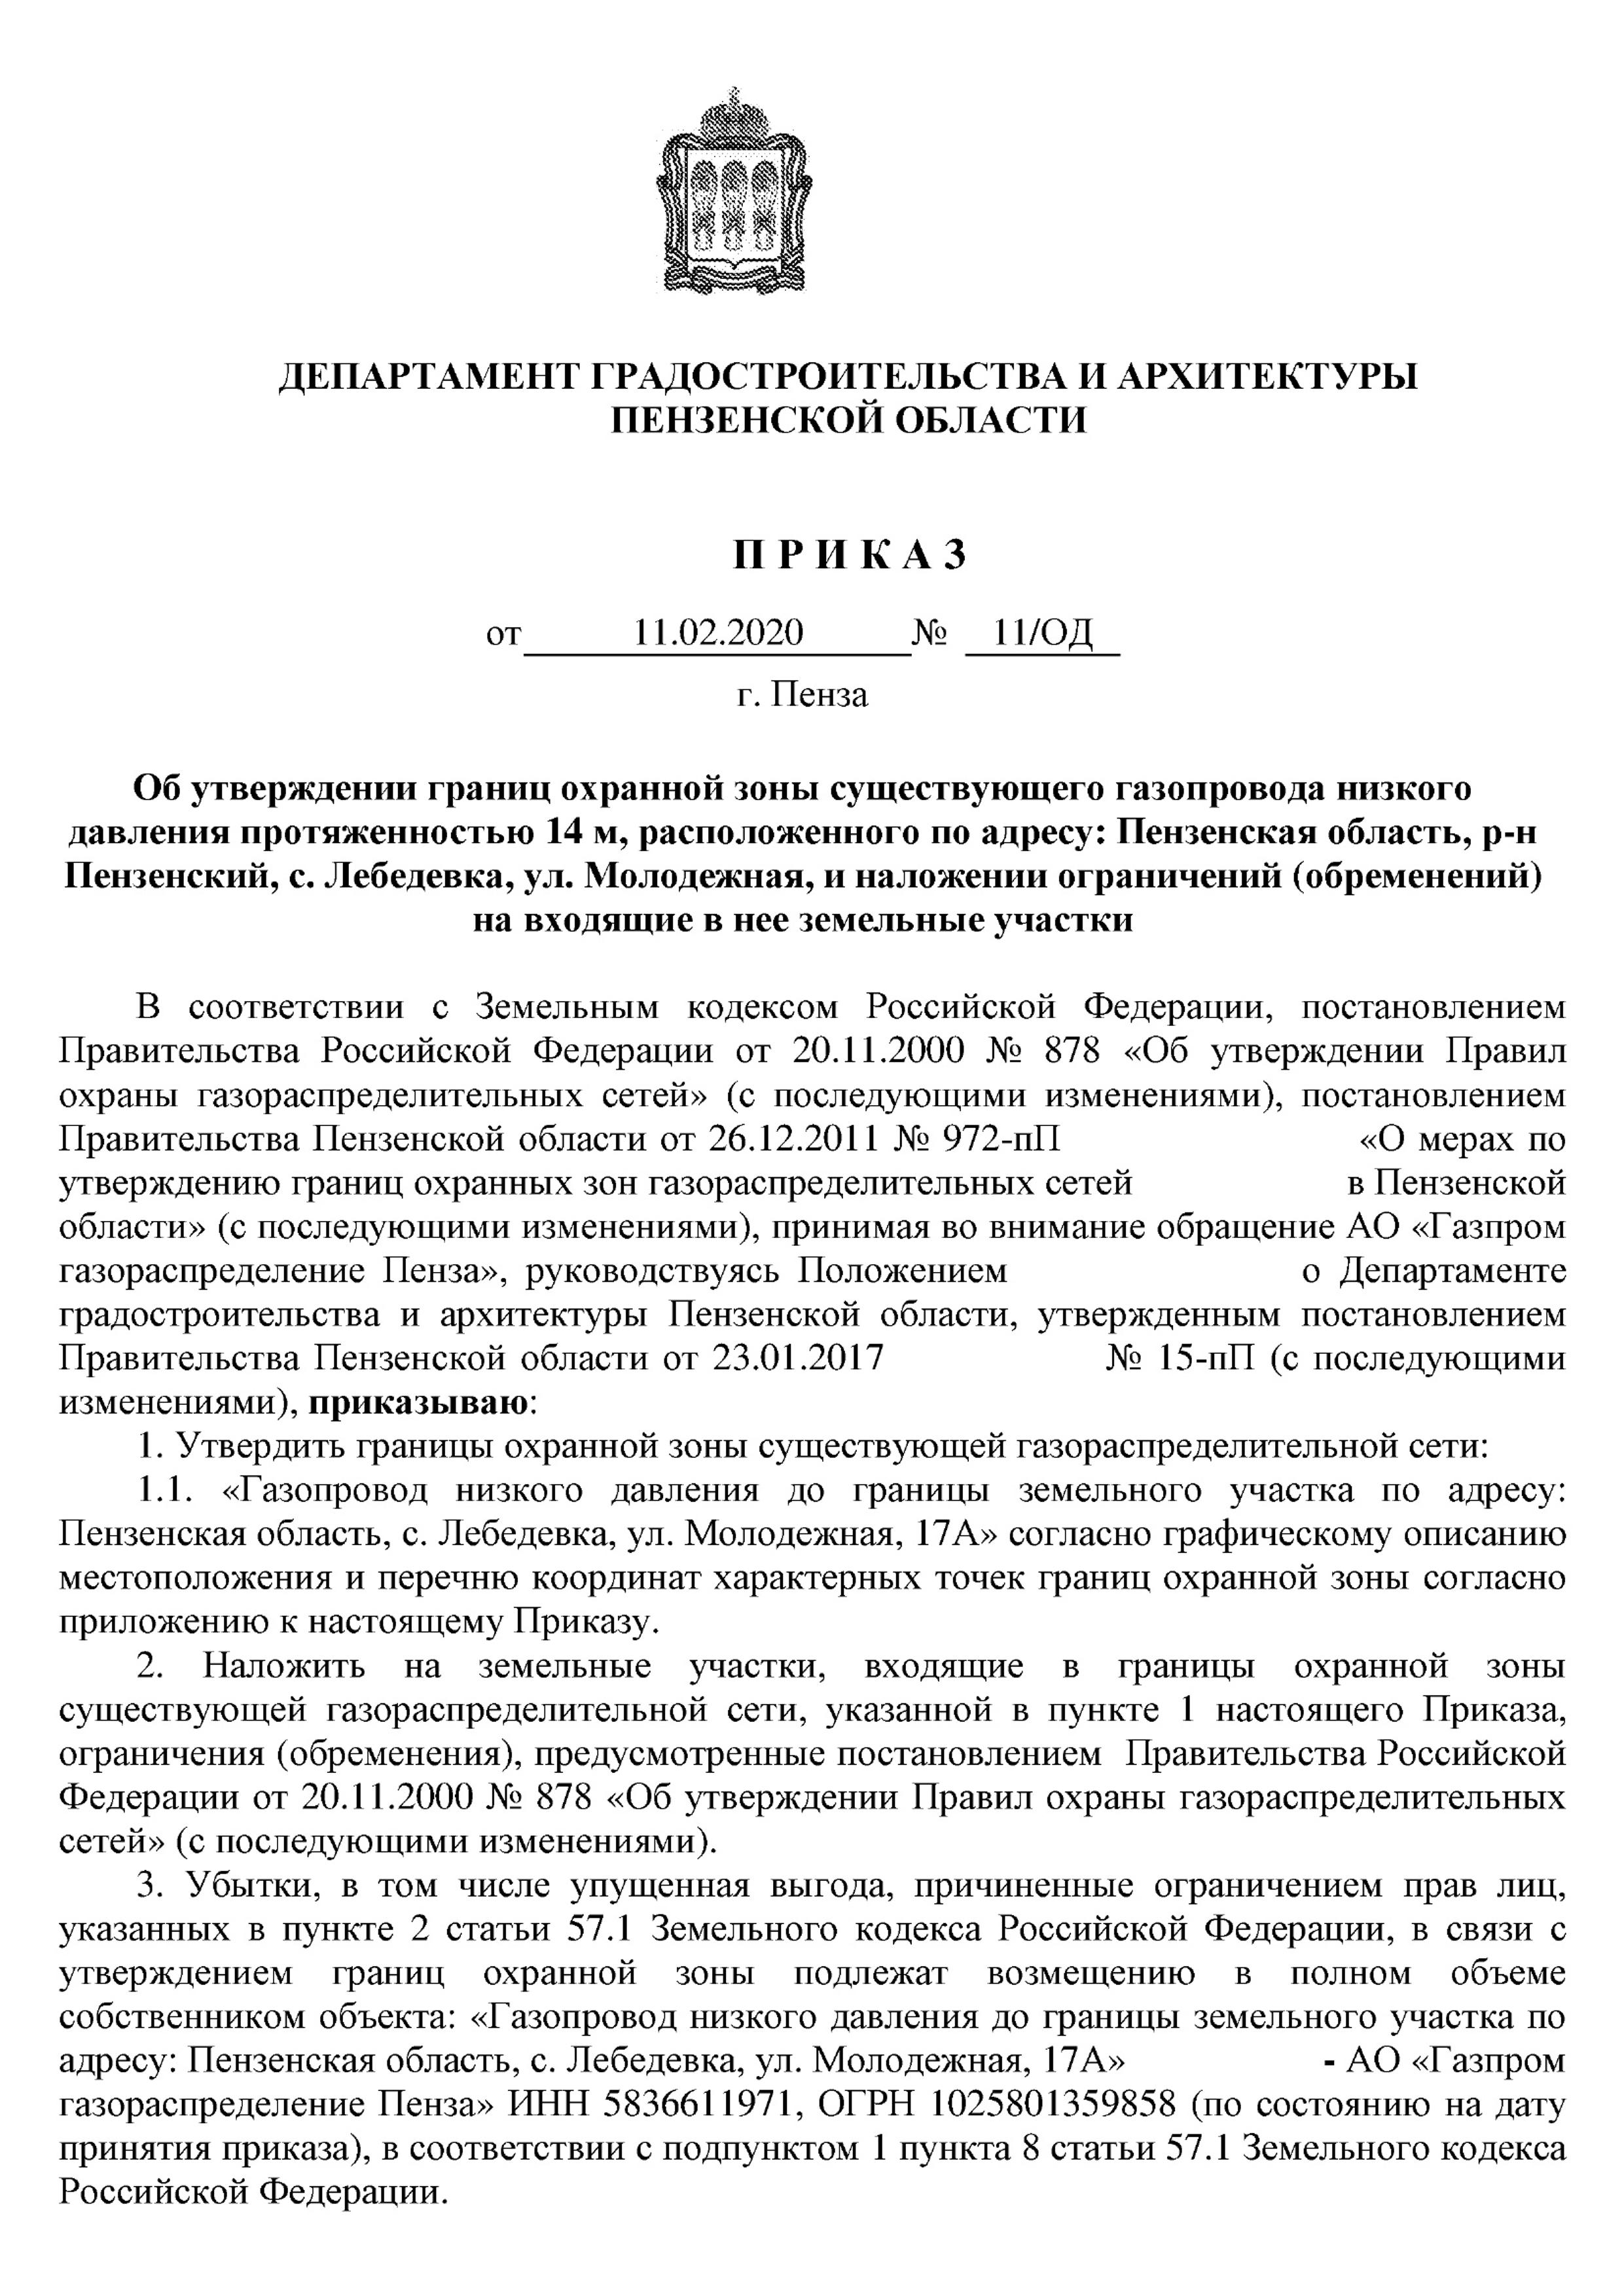 ДЕПАРТАМЕНТ ГРАДОСТРОИТЕЛЬСТВА И АРХИТЕКТУРЫ
ПЕНЗЕНСКОЙ ОБЛАСТИ
П Р И К А З
от 11.02.2020 № 11/ОД
г. Пенза
Об утверждении границ охранной зоны существующего газопровода низкого
давления протяженностью 14 м, расположенного по адресу: Пензенская область, р-н
Пензенский, с. Лебедевка, ул. Молодежная, и наложении ограничений (обременений)
на входящие в нее земельные участки
В соответствии с Земельным кодексом Российской Федерации, постановлением
Правительства Российской Федерации от 20.11.2000 № 878 «Об утверждении Правил
охраны газораспределительных сетей» (с последующими изменениями), постановлением
Правительства Пензенской области от 26.12.2011 № 972-пП «О мерах по
утверждению границ охранных зон газораспределительных сетей в Пензенской
области» (с последующими изменениями), принимая во внимание обращение АО «Газпром
газораспределение Пенза», руководствуясь Положением о Департаменте
градостроительства и архитектуры Пензенской области, утвержденным постановлением
Правительства Пензенской области от 23.01.2017 № 15-пП (с последующими
изменениями), приказываю:
1. Утвердить границы охранной зоны существующей газораспределительной сети:
1.1. «Газопровод низкого давления до границы земельного участка по адресу:
Пензенская область, с. Лебедевка, ул. Молодежная, 17А» согласно графическому описанию
местоположения и перечню координат характерных точек границ охранной зоны согласно
приложению к настоящему Приказу.
2. Наложить на земельные участки, входящие в границы охранной зоны
существующей газораспределительной сети, указанной в пункте 1 настоящего Приказа,
ограничения (обременения), предусмотренные постановлением Правительства Российской
Федерации от 20.11.2000 № 878 «Об утверждении Правил охраны газораспределительных
сетей» (с последующими изменениями).
3. Убытки, в том числе упущенная выгода, причиненные ограничением прав лиц,
указанных в пункте 2 статьи 57.1 Земельного кодекса Российской Федерации, в связи с
утверждением границ охранной зоны подлежат возмещению в полном объеме
собственником объекта: «Газопровод низкого давления до границы земельного участка по
адресу: Пензенская область, с. Лебедевка, ул. Молодежная, 17А» - АО «Газпром
газораспределение Пенза» ИНН 5836611971, ОГРН 1025801359858 (по состоянию на дату
принятия приказа), в соответствии с подпунктом 1 пункта 8 статьи 57.1 Земельного кодекса
Российской Федерации.